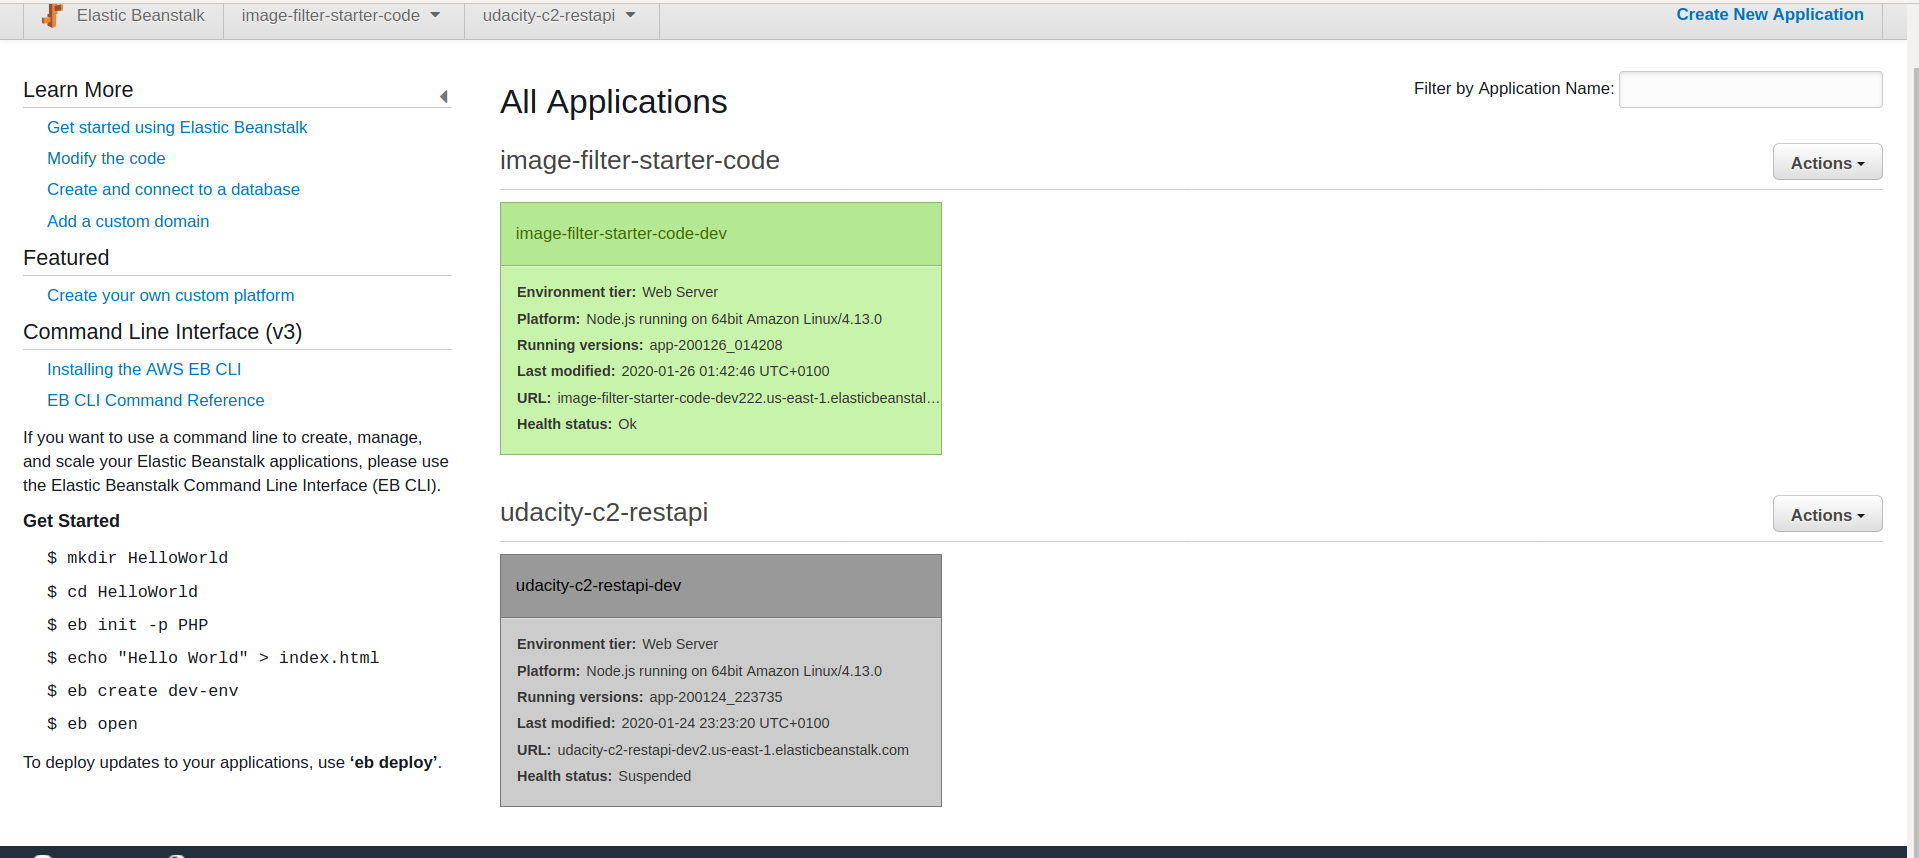 Elastic Beanstalk
image-filter-starter-code
udacity-c2-restapi
Create New Application
Learn More
Get started using Elastic Beanstalk
Modify the code
Create and connect to a database
Add a custom domain
Featured
Create your own custom platform
Command Line Interface (v3)
Installing the AWS EB CLI
EB CLI Command Reference
If you want to use a command line to create, manage,
and scale your Elastic Beanstalk applications, please use
the Elastic Beanstalk Command Line Interface (EB CLI).
Get Started
$ mkdir HelloWorld
$ cd HelloWorld
$ eb init -p PHP
$ echo "Hello World" > index.html
$ eb create dev-env
$ eb open
To deploy updates to your applications, use ‘eb deploy’.
All Applications
Filter by Application Name:
image-filter-starter-code
Actions
image-filter-starter-code-dev
Environment tier: Web Server
Platform: Node.js running on 64bit Amazon Linux/4.13.0
Running versions: app-200126_014208
Last modified: 2020-01-26 01:42:46 UTC+0100
URL: image-filter-starter-code-dev222.us-east-1.elasticbeanstal…
Health status: Ok
udacity-c2-restapi
Actions
udacity-c2-restapi-dev
Environment tier: Web Server
Platform: Node.js running on 64bit Amazon Linux/4.13.0
Running versions: app-200124_223735
Last modified: 2020-01-24 23:23:20 UTC+0100
URL: udacity-c2-restapi-dev2.us-east-1.elasticbeanstalk.com
Health status: Suspended